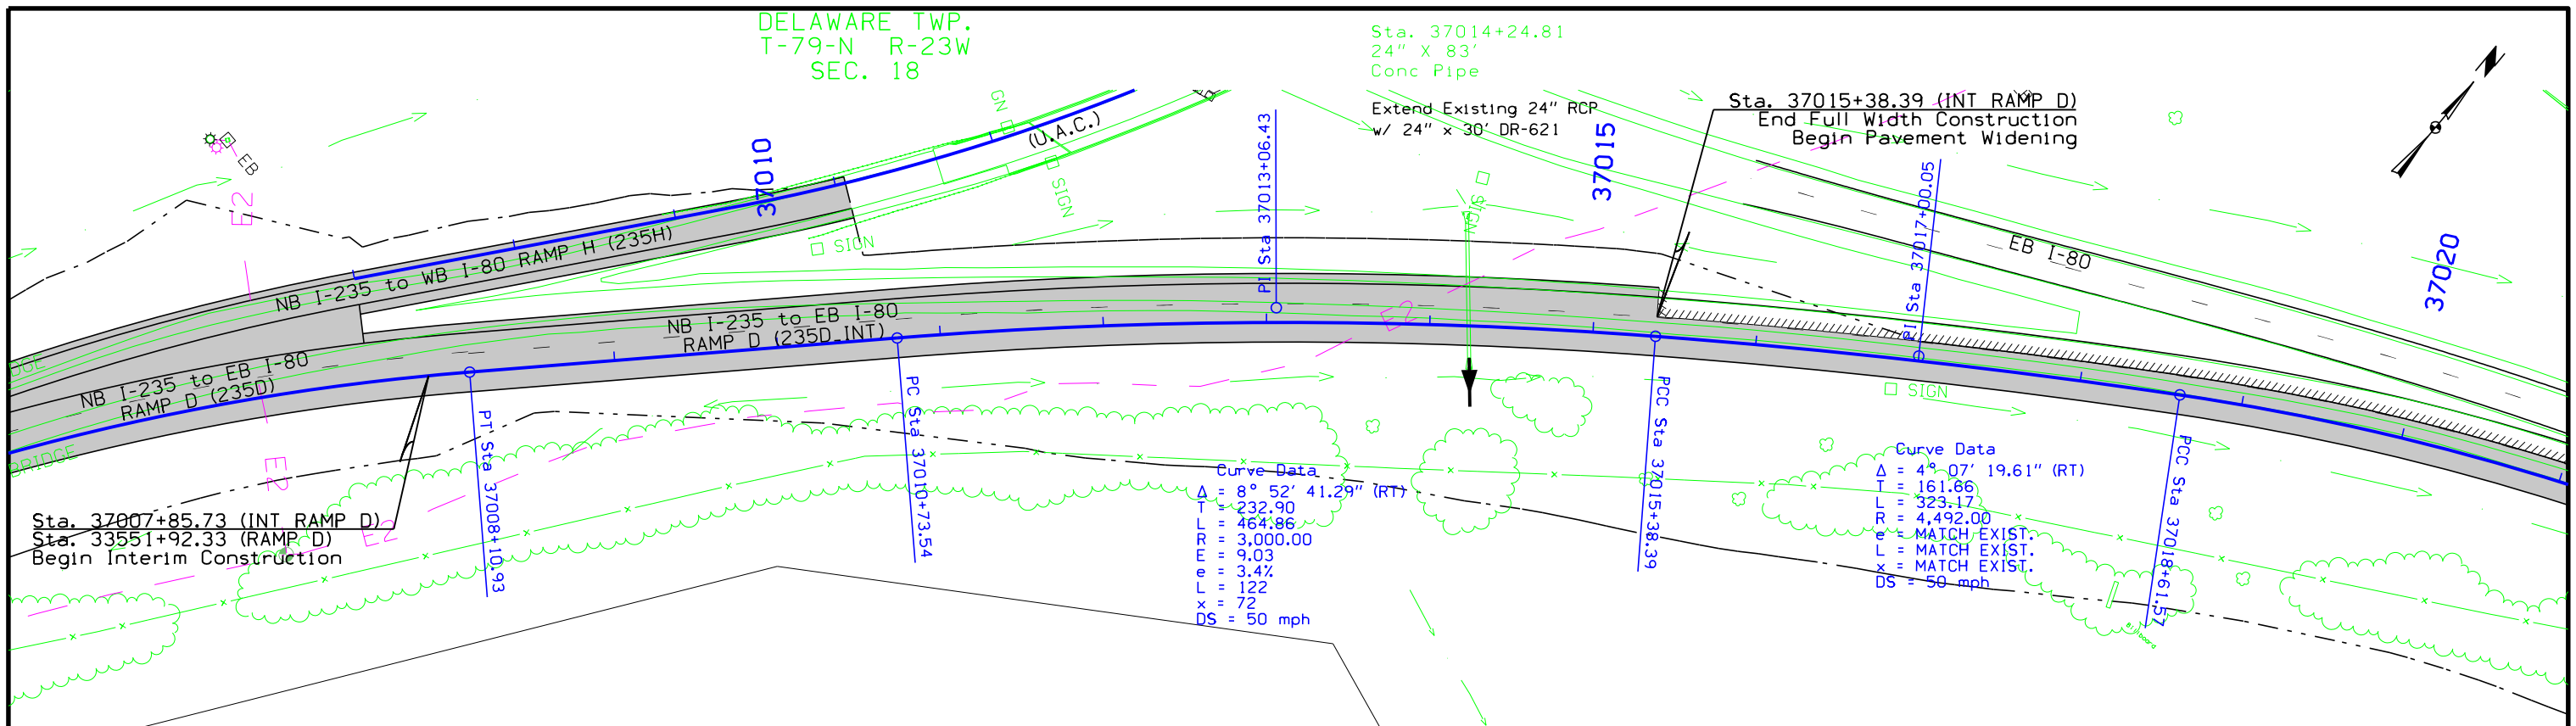 DELAWARE TWP.
T-79-N R-23W
SEC. 18
Sta. 37014+24.81
24" X 83'
Conc Pipe
Extend Existing 24" RCP
w/ 24" x 30' DR-621
Sta. 37015+38.39 (INT RAMP D)
End Full Width Construction
Begin Pavement Widening
EB
E2
37010
GN
(U.A.C.)
SIGN
SIGN
PI Sta 37013+06.43
37015
SIGN
PI Sta 37017+00.05
EB I-80
37020
NB I-235 to WB I-80 RAMP H (235H)
NB I-235 to EB I-80
RAMP D (235D_INT)
E2
NB I-235 to EB I-80
RAMP D (235D)
BRIDGE
E2
SIGN
PT Sta 37008+10.93
PC Sta 37010+73.54
PCC Sta 37015+38.39
PCC Sta 37018+61.57
Sta. 37007+85.73 (INT RAMP D)
Sta. 33551+92.33 (RAMP D)
Begin Interim Construction
E2
Curve Data
Δ = 8° 52' 41.29" (RT)
T = 232.90
L = 464.86
R = 3,000.00
E = 9.03
e = 3.4%
L = 122
x = 72
DS = 50 mph
Curve Data
Δ = 4° 07' 19.61" (RT)
T = 161.66
L = 323.17
R = 4,492.00
e = MATCH EXIST.
L = MATCH EXIST.
x = MATCH EXIST.
DS = 50 mph